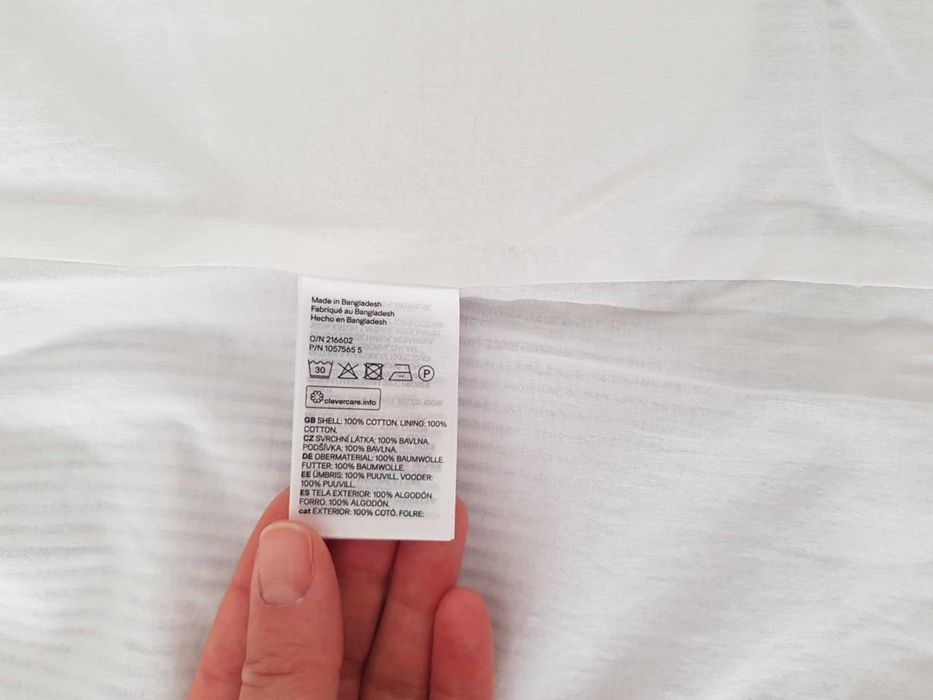 Made in Bangladesh
Fabriqué au Bangladesh
Hecho en Bangladesh
O/N 216602
P/N 1057565 5
30
P
clevercare.info
GB SHELL: 100% COTTON. LINING: 100%
COTTON.
CZ SVRCHNÍ LÁTKA: 100% BAVLNA.
PODŠÍVKA: 100% BAVLNA.
DE OBERMATERIAL: 100% BAUMWOLLE.
FUTTER: 100% BAUMWOLLE.
EE ÜMBRIS: 100% PUUVILL. VOODER:
100% PUUVILL.
ES TELA EXTERIOR: 100% ALGODÓN.
FORRO: 100% ALGODÓN.
cat EXTERIOR: 100% COTÓ. FOLRE: